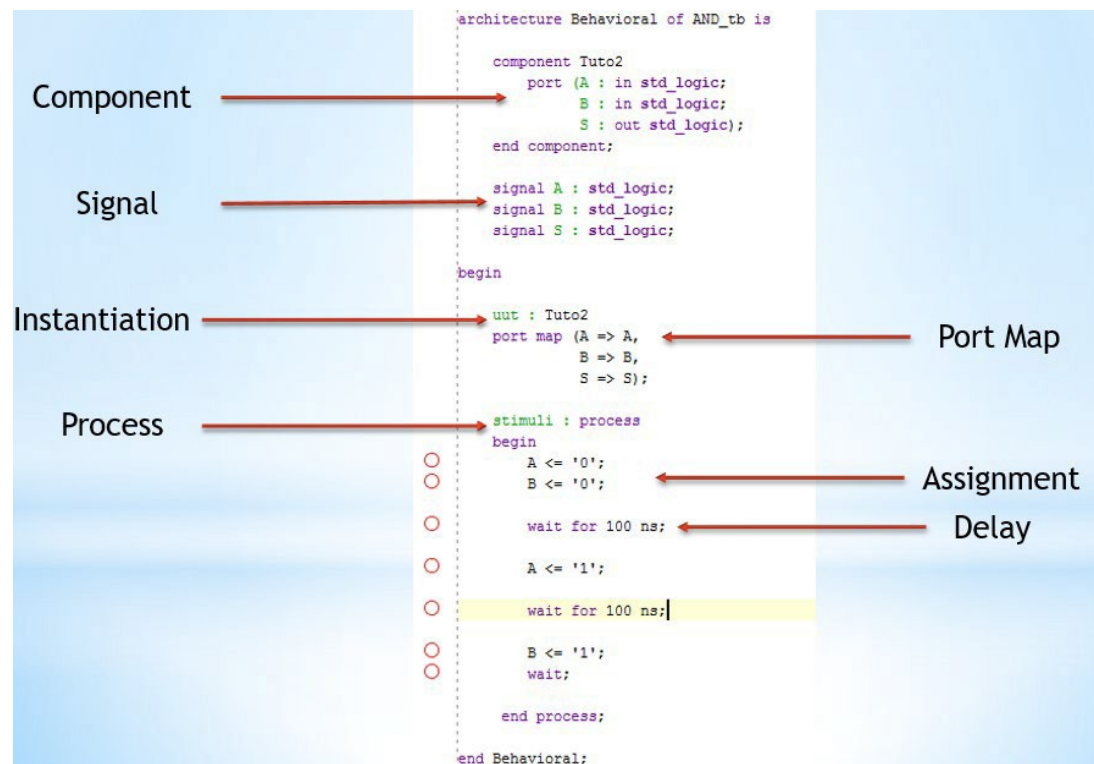 architecture Behavioral of AND_tb is
component Tuto2
Component
port (A : in std_logic;
B : in std_logic;
S : out std_logic);
end component;
Signal
signal A : std_logic;
signal B : std_logic;
signal S : std_logic;
begin
Instantiation
uut : Tuto2
port map (A => A,
B => B,
S => S);
Port Map
Process
stimuli : process
begin
A <= '0';
B <= '0';
Assignment
wait for 100 ns;
Delay
A <= '1';
wait for 100 ns;
B <= '1';
wait;
end process;
end Behavioral;